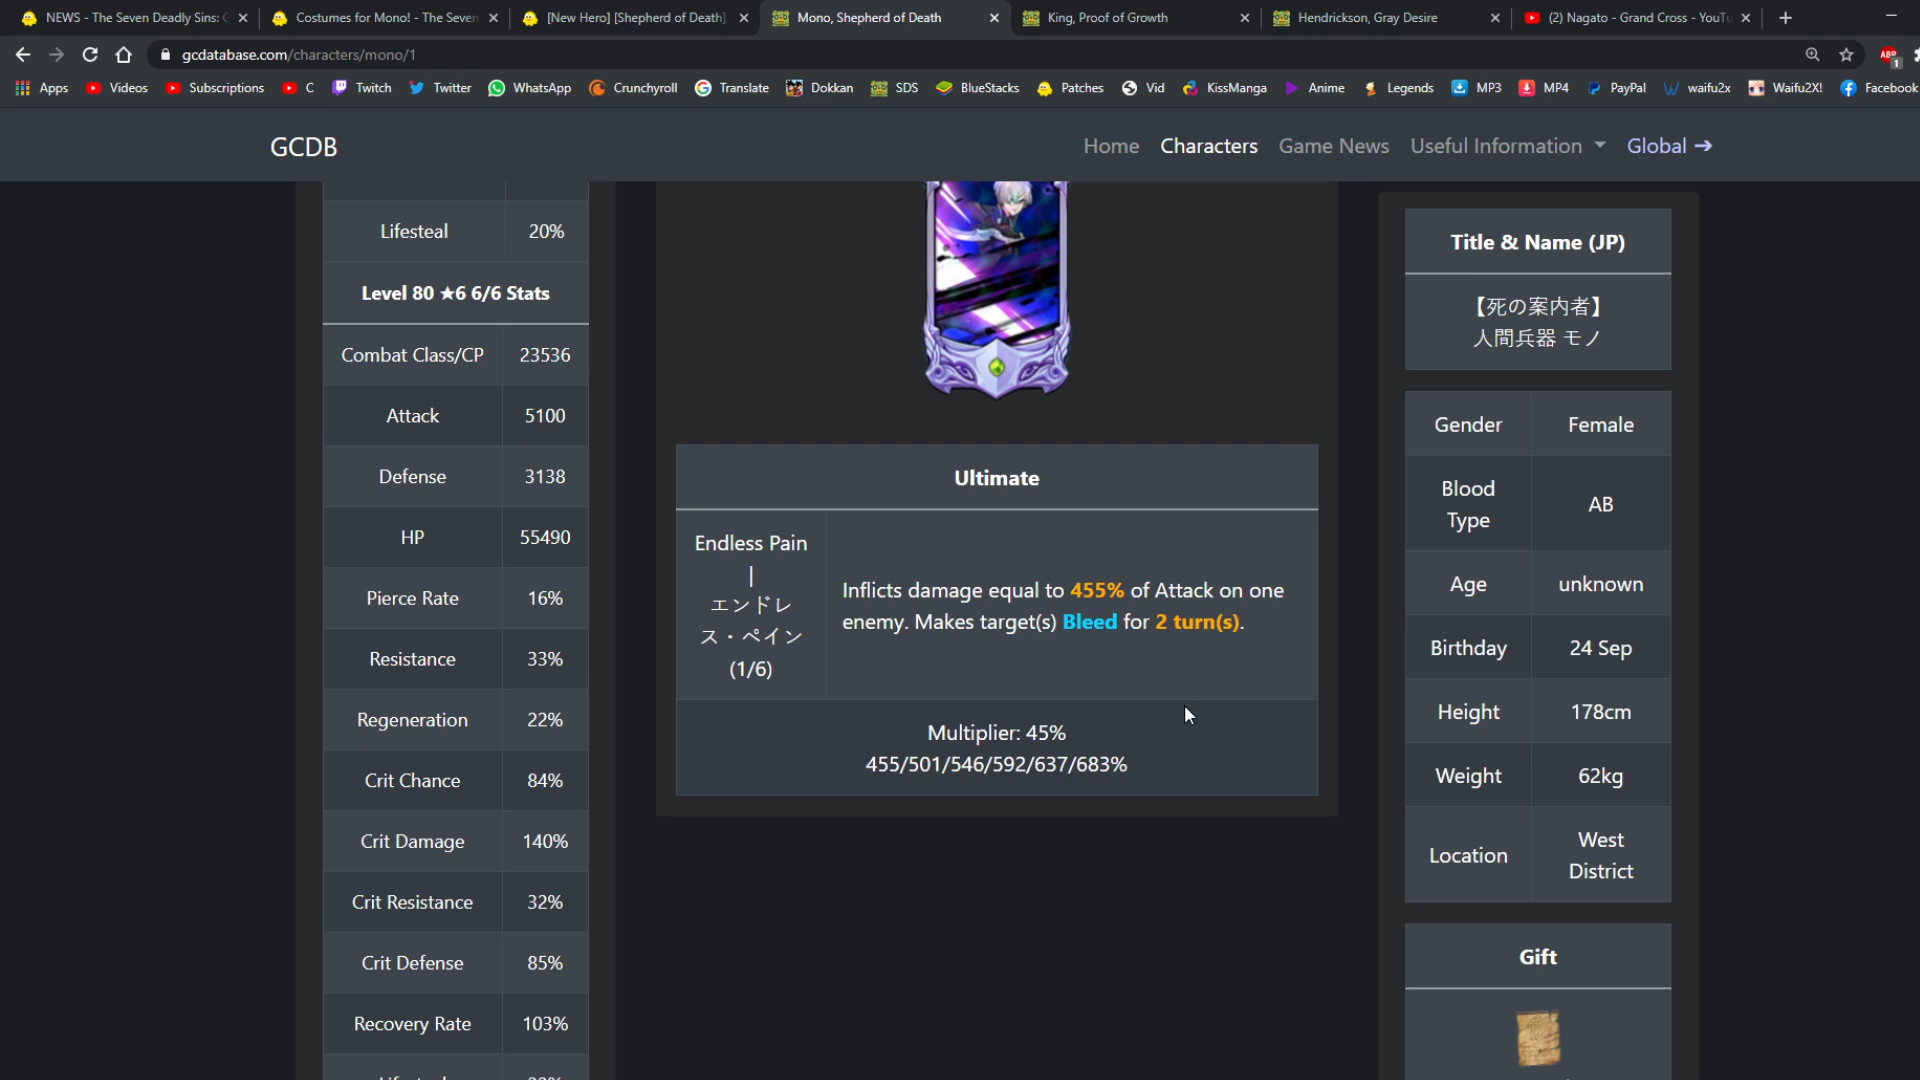 NEWS - The Seven Deadly Sins: G
Costumes for Mono! - The Seven
[New Hero] [Shepherd of Death]
Mono, Shepherd of Death
King, Proof of Growth
Hendrickson, Gray Desire
(2) Nagato - Grand Cross - YouTu
gcdatabase.com/characters/mono/1
ABP
1
Apps
Videos
Subscriptions
C
Twitch
Twitter
WhatsApp
Crunchyroll
Translate
Dokkan
SDS
BlueStacks
Patches
Vid
KissManga
Anime
Legends
MP3
MP4
PayPal
waifu2x
Waifu2X!
Facebook
GCDB
Home
Characters
Game News
Useful Information
Global →
Lifesteal 20%
Level 80 ★6 6/6 Stats
Combat Class/CP 23536
Attack 5100
Defense 3138
HP 55490
Pierce Rate 16%
Resistance 33%
Regeneration 22%
Crit Chance 84%
Crit Damage 140%
Crit Resistance 32%
Crit Defense 85%
Recovery Rate 103%
Ultimate
Endless Pain
|
エンドレ
ス・ペイン
(1/6)
Inflicts damage equal to 455% of Attack on one
enemy. Makes target(s) Bleed for 2 turn(s).
Multiplier: 45%
455/501/546/592/637/683%
Title & Name (JP)
【死の案内者】
人間兵器 モノ
Gender Female
Blood
Type
AB
Age unknown
Birthday 24 Sep
Height 178cm
Weight 62kg
Location
West
District
Gift